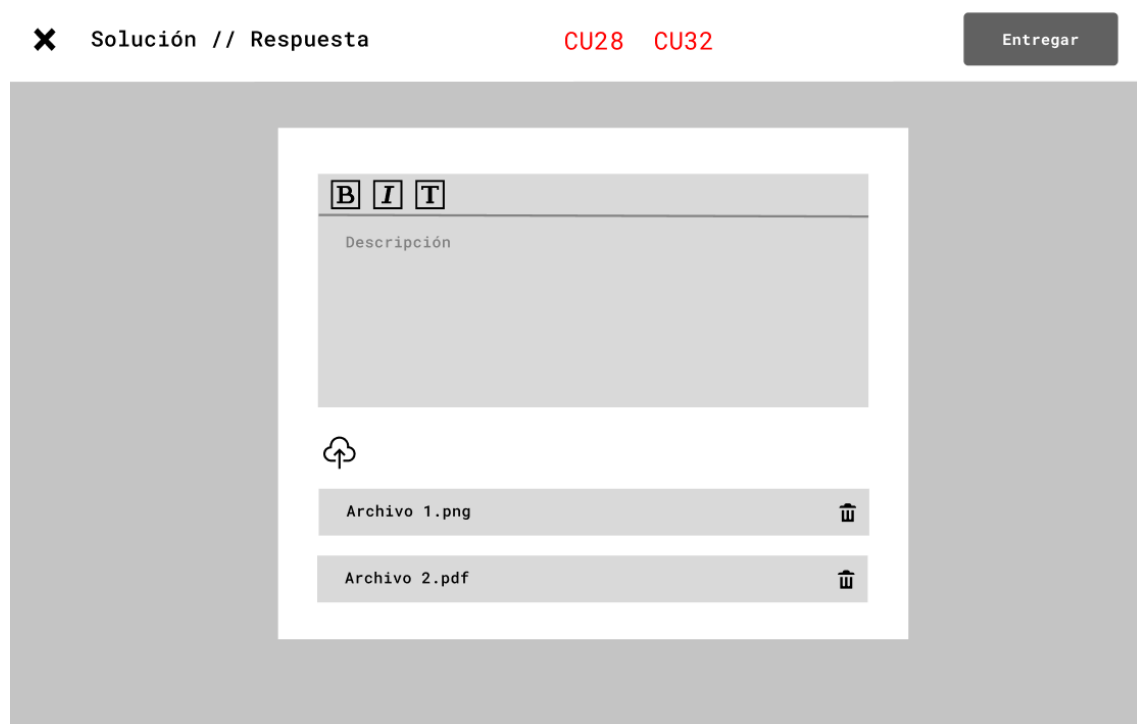 Solución // Respuesta CU28 CU32 Entregar
B I T
Descripción
Archivo 1.png
Archivo 2.pdf